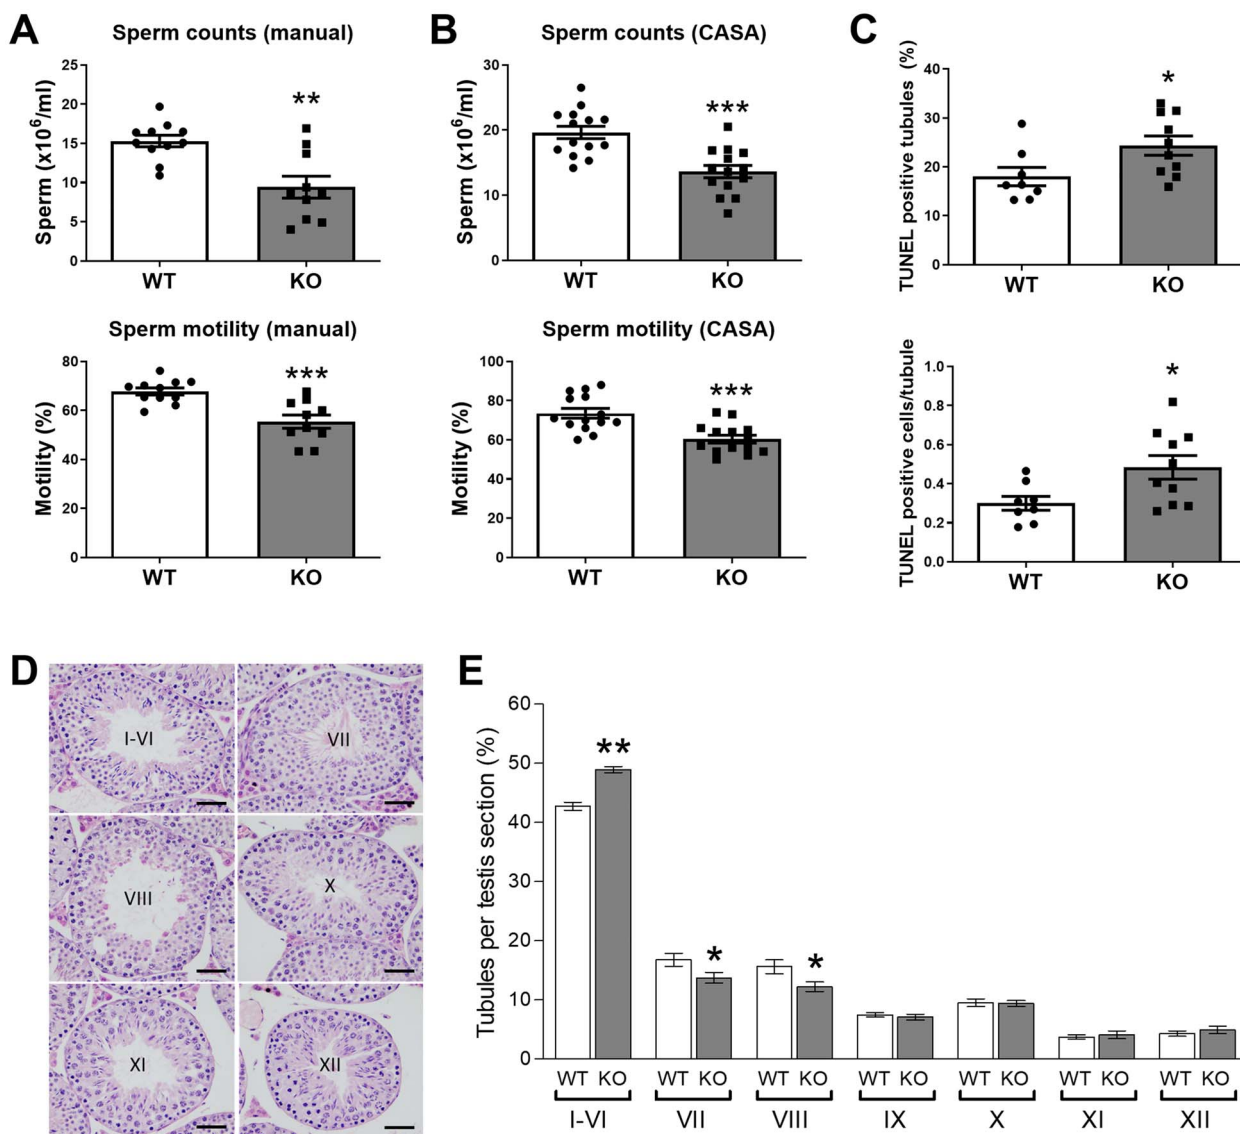 A
Sperm counts (manual)
Sperm (x10⁶/ml)
25
20
15
10
5
0
**
WT KO
Sperm motility (manual)
Motility (%)
80
60
40
20
0
***
WT KO
B
Sperm counts (CASA)
Sperm (x10⁶/ml)
30
20
10
0
***
WT KO
Sperm motility (CASA)
Motility (%)
100
80
60
40
20
0
***
WT KO
C
TUNEL positive tubules (%)
40
30
20
10
0
*
WT KO
TUNEL positive cells/tubule
1.0
0.8
0.6
0.4
0.2
0.0
*
WT KO
D
I-VI
VII
VIII
X
XI
XII
E
Tubules per testis section (%)
60
50
40
30
20
10
0
**
*
*
WT KO WT KO WT KO WT KO WT KO WT KO WT KO
I-VI VII VIII IX X XI XII